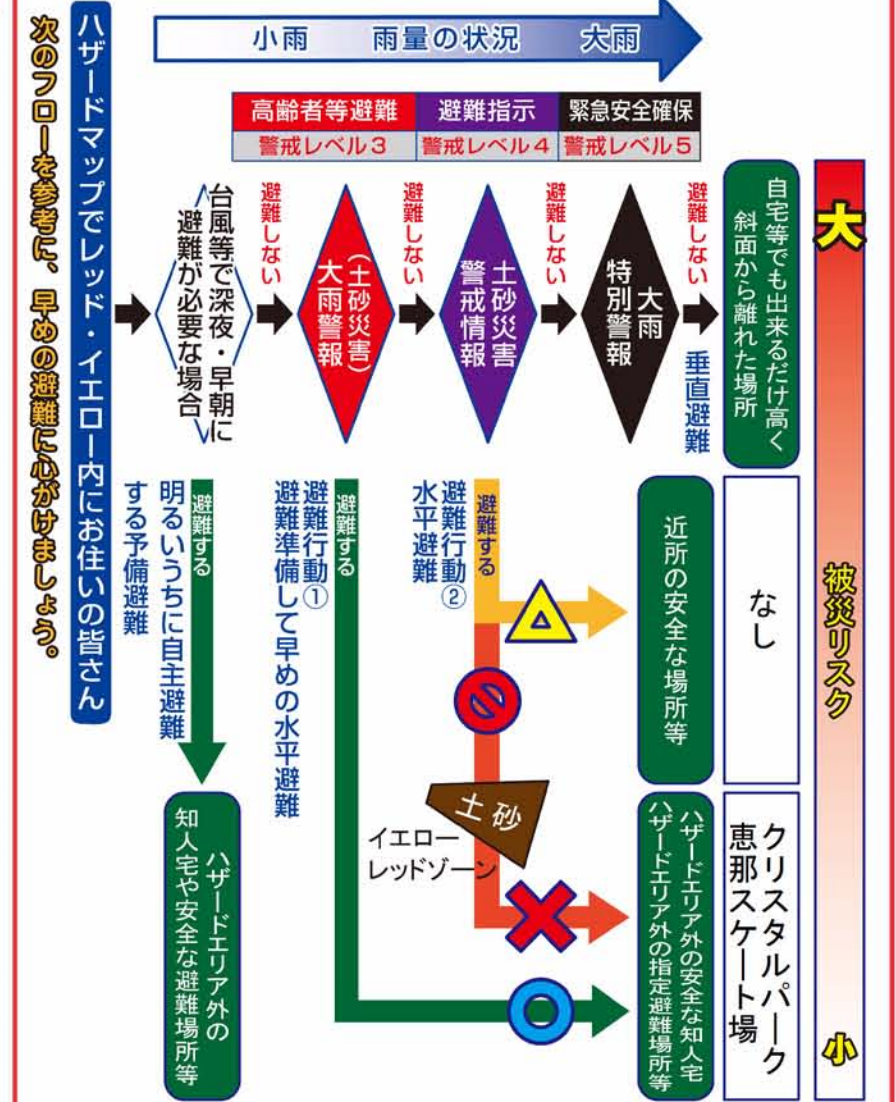 ハザードマップでレッド・イエロー内にお住いの皆さん
次のフローを参考に、早めの避難に心がけましょう。
小雨 雨量の状況 大雨
高齢者等避難 避難指示 緊急安全確保
警戒レベル3 警戒レベル4 警戒レベル5
台風等で深夜・早朝に
避難が必要な場合
避難しない
(土砂災害)
大雨警報
避難しない
土砂災害
警戒情報
避難しない
大雨
特別警報
避難しない
垂直避難
自宅等でも出来るだけ高く
斜面から離れた場所
避難する
明るいうちに自主避難
する予備避難
避難する
避難行動①
避難準備して早めの水平避難
避難する
避難行動②
水平避難
近所の安全な場所等
なし
土砂
イエロー
レッドゾーン
ハザードエリア外の
知人宅や安全な避難場所等
ハザードエリア外の安全な知人宅
ハザードエリア外の指定避難場所等
クリスタルパーク
恵那スケート場
大
被災リスク
小